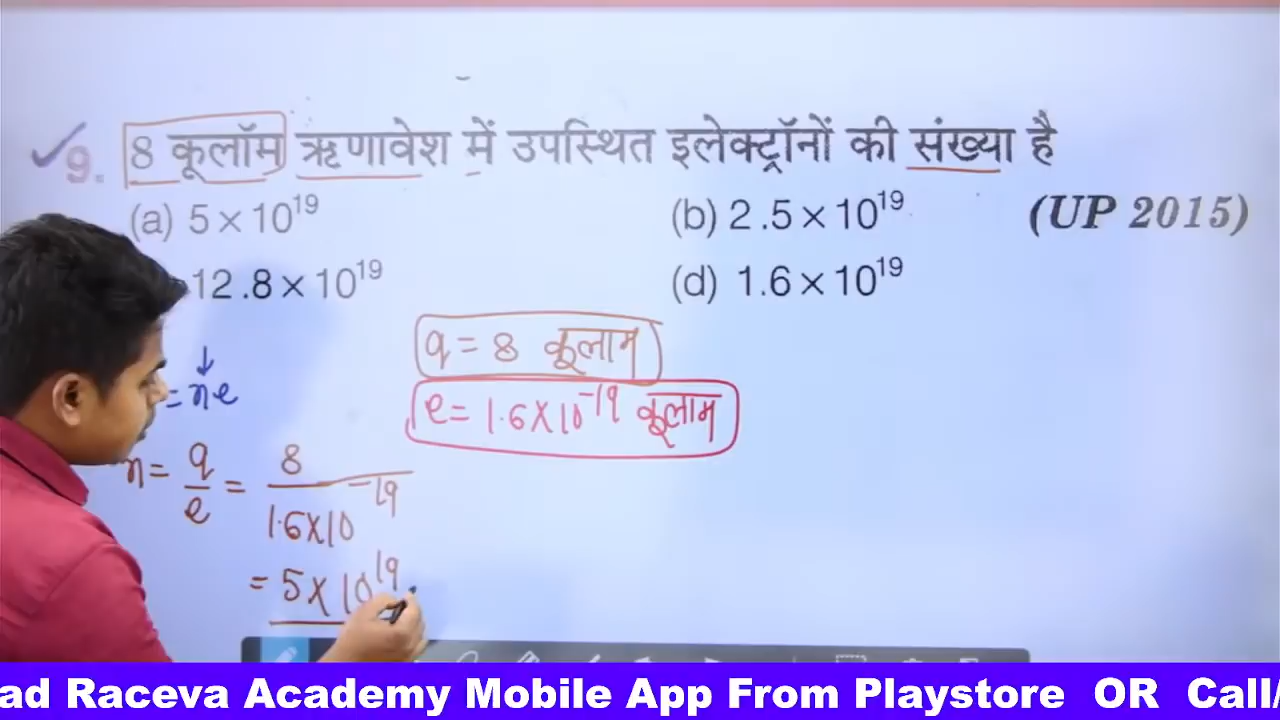 9. 8 कूलॉम ऋणावेश में उपस्थित इलेक्ट्रॉनों की संख्या है
(a) 5 × 10¹⁹ (b) 2.5 × 10¹⁹ (UP 2015)
12.8 × 10¹⁹ (d) 1.6 × 10¹⁹
q = 8 कूलाम
= ne e = 1.6 × 10⁻¹⁹ कूलाम
n = q/e = 8/1.6×10⁻¹⁹
= 5 × 10¹⁹
ad Raceva Academy Mobile App From Playstore OR Call/